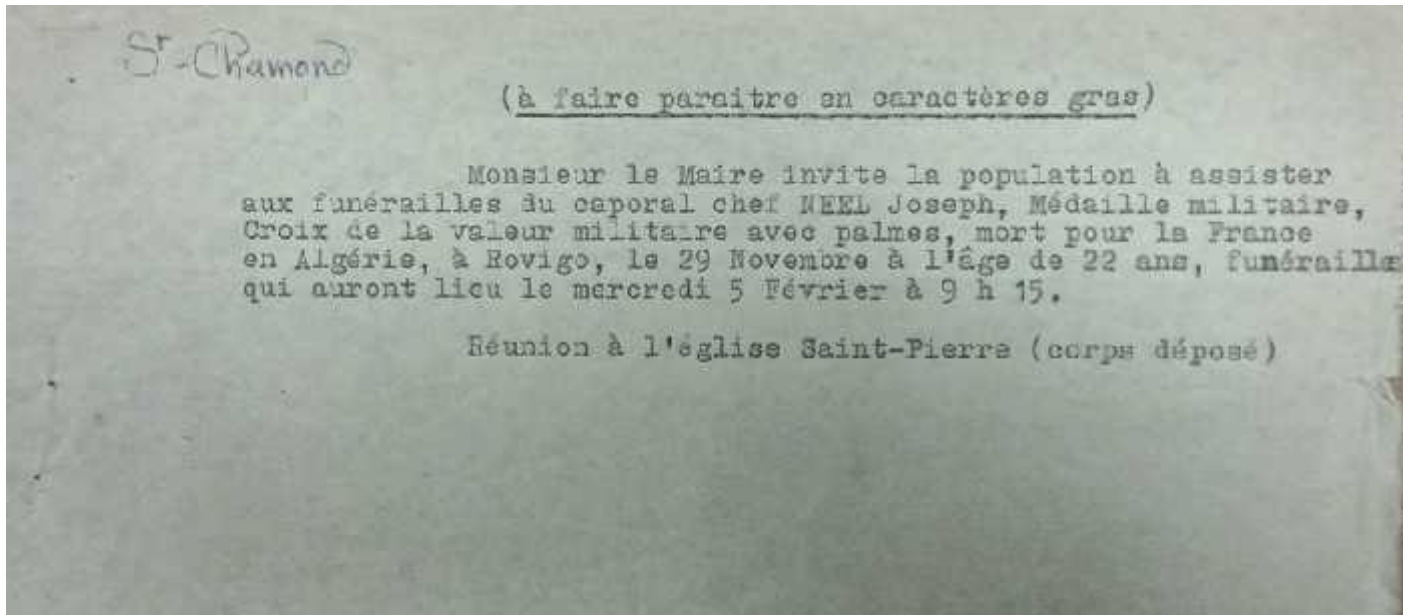 St-Chamond
(à faire paraitre en caractères gras)
Monsieur le Maire invite la population à assister
aux funérailles du caporal chef NEEL Joseph, Médaille militaire,
Croix de la valeur militaire avec palmes, mort pour la France
en Algérie, à Rovigo, le 29 Novembre à l'âge de 22 ans, funérailles
qui auront lieu le mercredi 5 Février à 9 h 15.
Réunion à l'église Saint-Pierre (corps déposé)